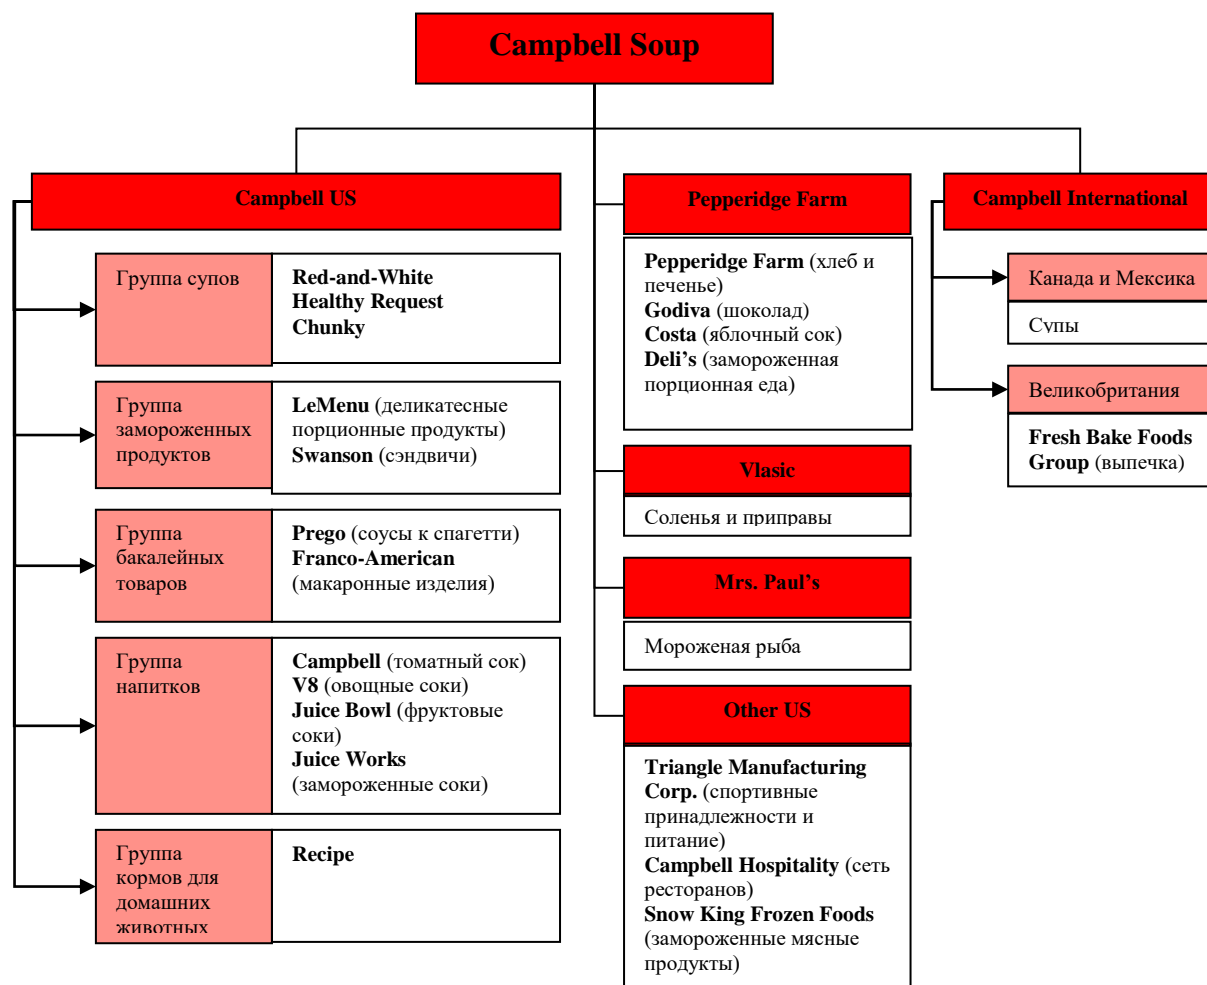 Campbell Soup
Campbell US
Группа супов
Red-and-White
Healthy Request
Chunky
Группа
замороженных
продуктов
LeMenu (деликатесные
порционные продукты)
Swanson (сэндвичи)
Группа
бакалейных
товаров
Prego (соусы к спагетти)
Franco-American
(макаронные изделия)
Группа
напитков
Campbell (томатный сок)
V8 (овощные соки)
Juice Bowl (фруктовые
соки)
Juice Works
(замороженные соки)
Группа
кормов для
домашних
животных
Recipe
Pepperidge Farm
Pepperidge Farm (хлеб и
печенье)
Godiva (шоколад)
Costa (яблочный сок)
Deli's (замороженная
порционная еда)
Vlasic
Соленья и приправы
Mrs. Paul's
Мороженая рыба
Other US
Triangle Manufacturing
Corp. (спортивные
принадлежности и
питание)
Campbell Hospitality (сеть
ресторанов)
Snow King Frozen Foods
(замороженные мясные
продукты)
Campbell International
Канада и Мексика
Супы
Великобритания
Fresh Bake Foods
Group (выпечка)